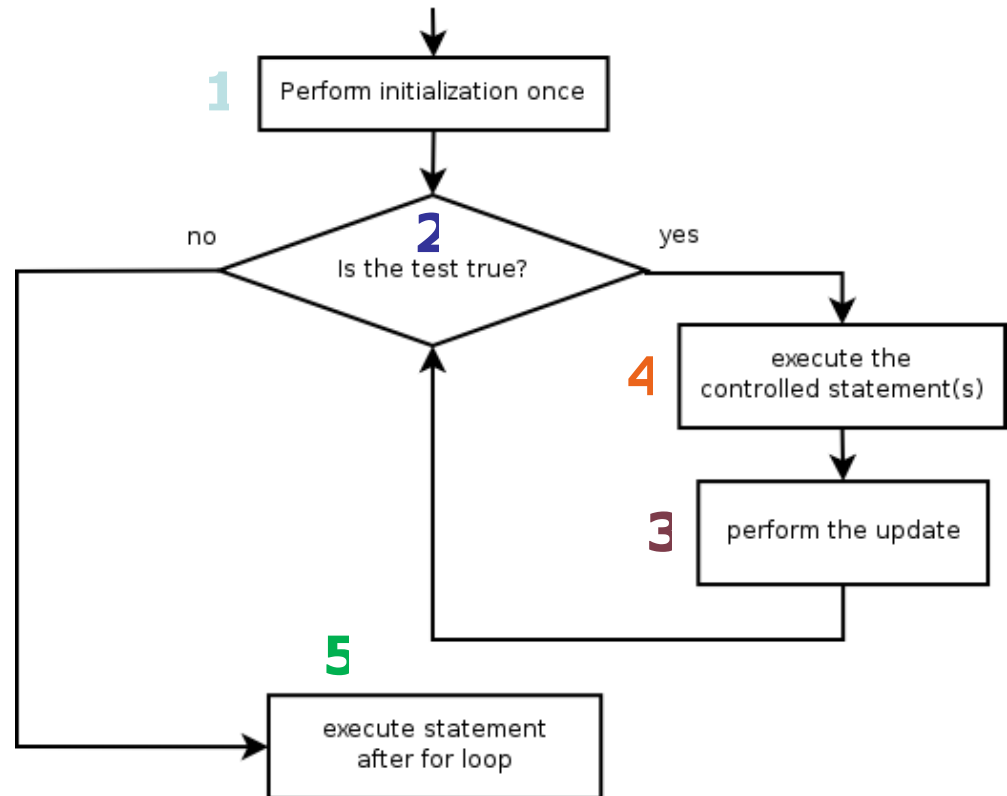 1
Perform initialization once
2
no
yes
Is the test true?
4
execute the
controlled statement(s)
3
perform the update
5
execute statement
after for loop